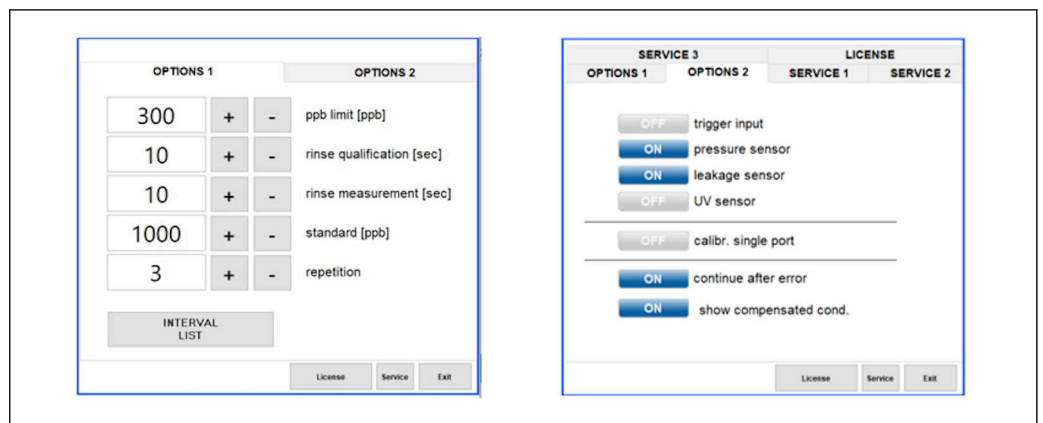 OPTIONS 1 OPTIONS 2
300 + - ppb limit [ppb]
10 + - rinse qualification [sec]
10 + - rinse measurement [sec]
1000 + - standard [ppb]
3 + - repetition
INTERVAL
LIST
License Service Exit
SERVICE 3 LICENSE
OPTIONS 1 OPTIONS 2 SERVICE 1 SERVICE 2
OFF trigger input
ON pressure sensor
ON leakage sensor
OFF UV sensor
OFF calibr. single port
ON continue after error
ON show compensated cond.
License Service Exit